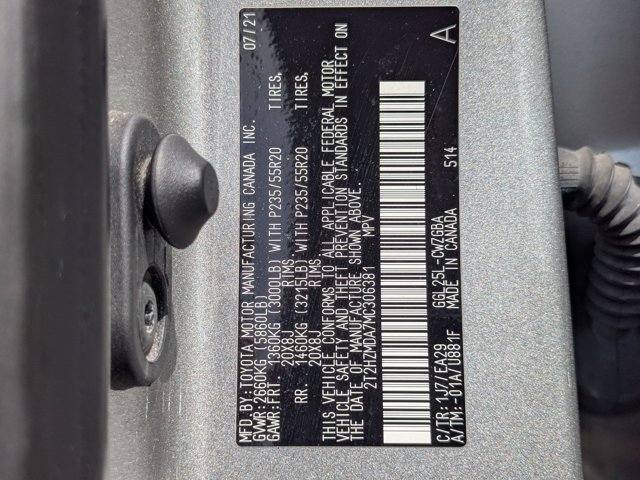 MFD.BY:TOYOTA MOTOR MANUFACTURING CANADA INC. 07/21
GVWR:2660KG (5860LB)
GAWR:FRT. 1360KG (3000LB) WITH P235/55R20 TIRES,
20X8J RIMS
RR. 1460KG (3215LB) WITH P235/55R20 TIRES,
20X8J RIMS
THIS VEHICLE CONFORMS TO ALL APPLICABLE FEDERAL MOTOR
VEHICLE SAFETY AND THEFT PREVENTION STANDARDS IN EFFECT ON
THE DATE OF MANUFACTURE SHOWN ABOVE.
2T2HZMDA7MC306381 MPV
A
C/TR:1J7/EA29 GGL25L-CWZGBA
A/TM:-01A/U881F MADE IN CANADA 514